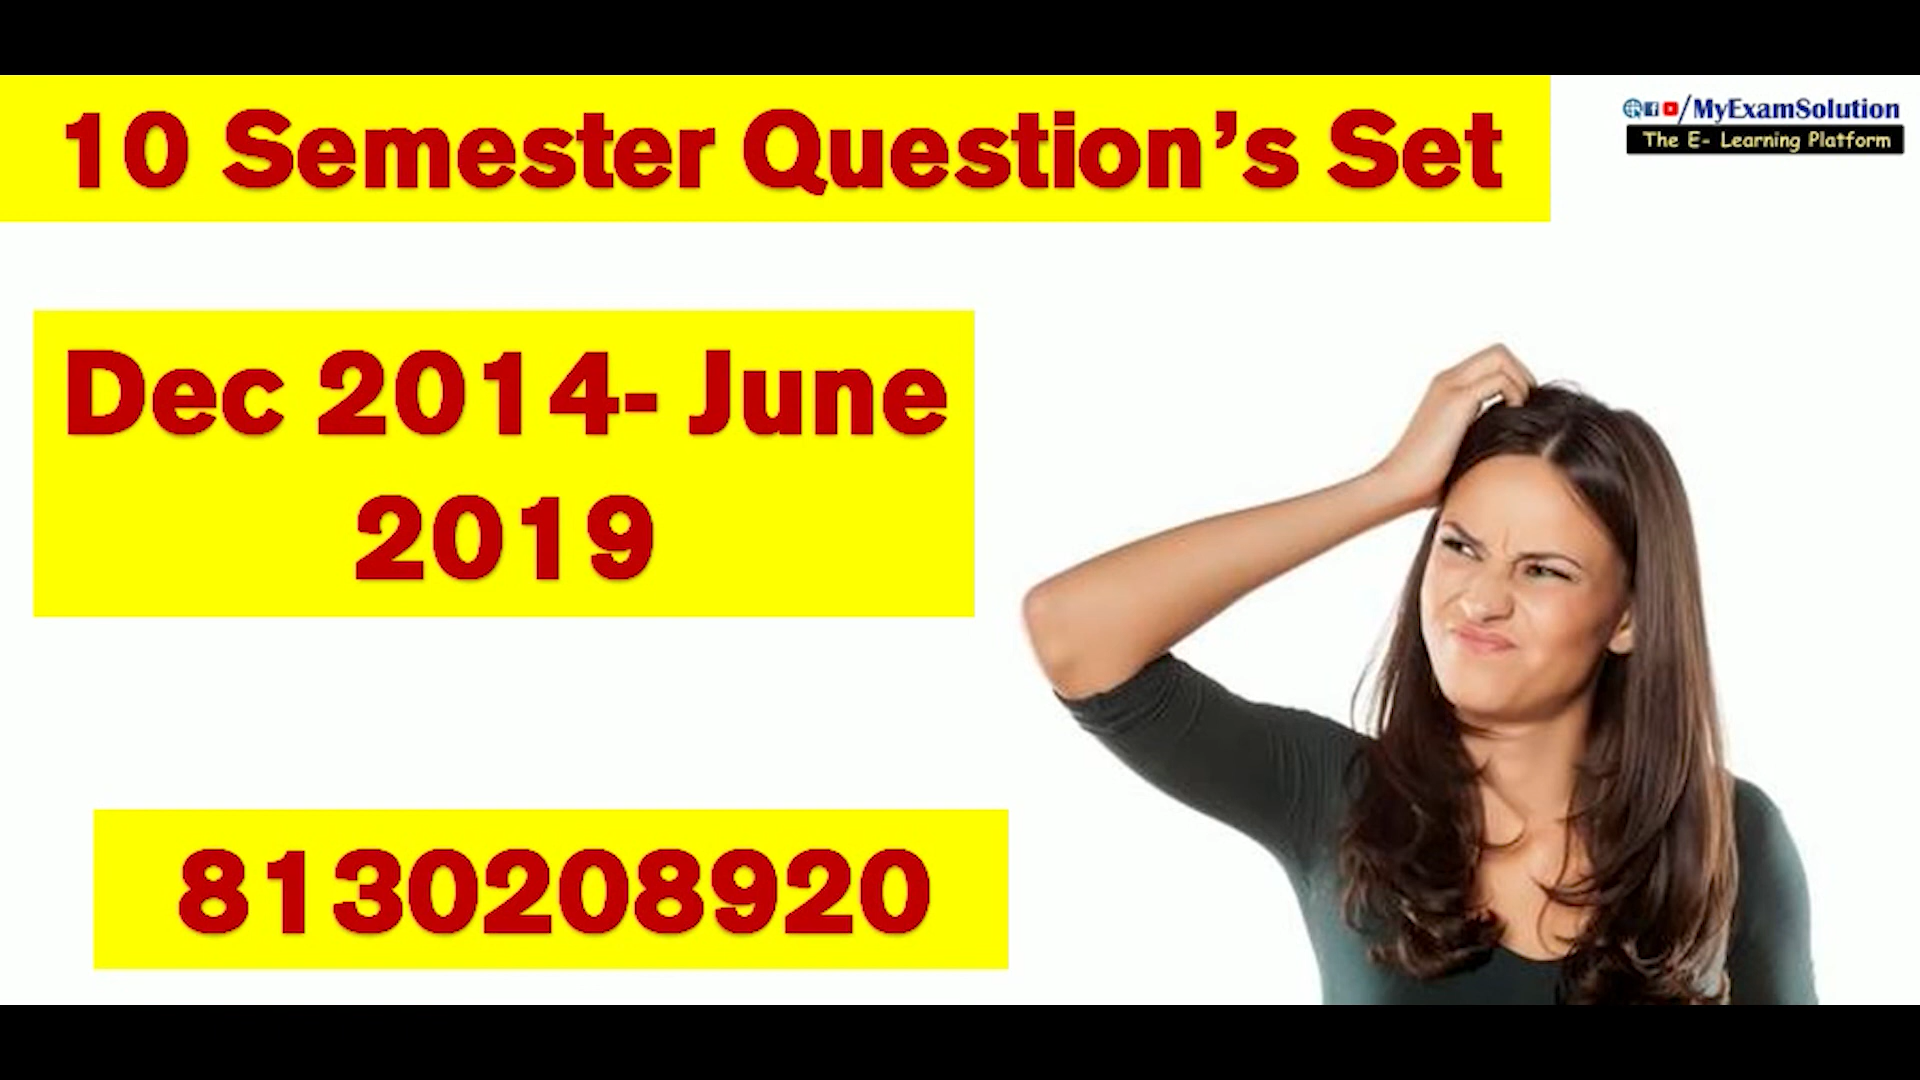 10 Semester Question’s Set
/MyExamSolution
The E- Learning Platform
Dec 2014- June
2019
8130208920